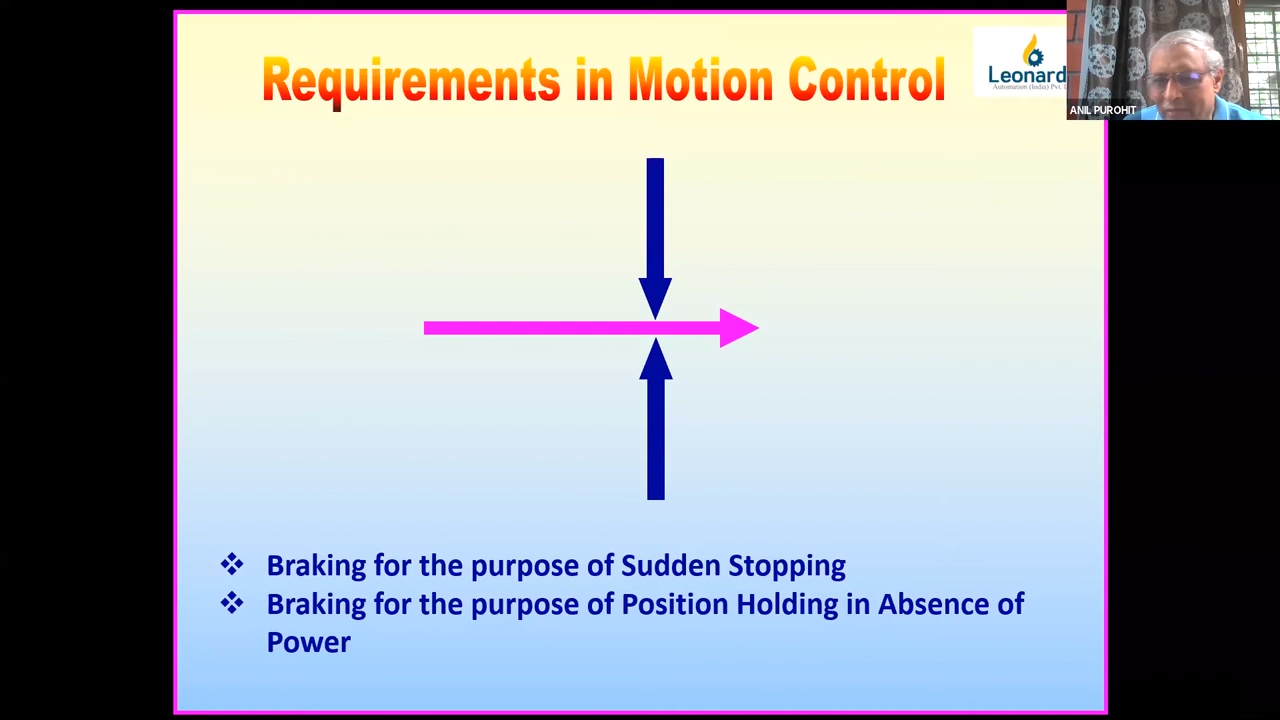 Requirements in Motion Control
Leonard
Automation (India) Pvt.
ANIL PUROHIT
❖ Braking for the purpose of Sudden Stopping
❖ Braking for the purpose of Position Holding in Absence of
Power